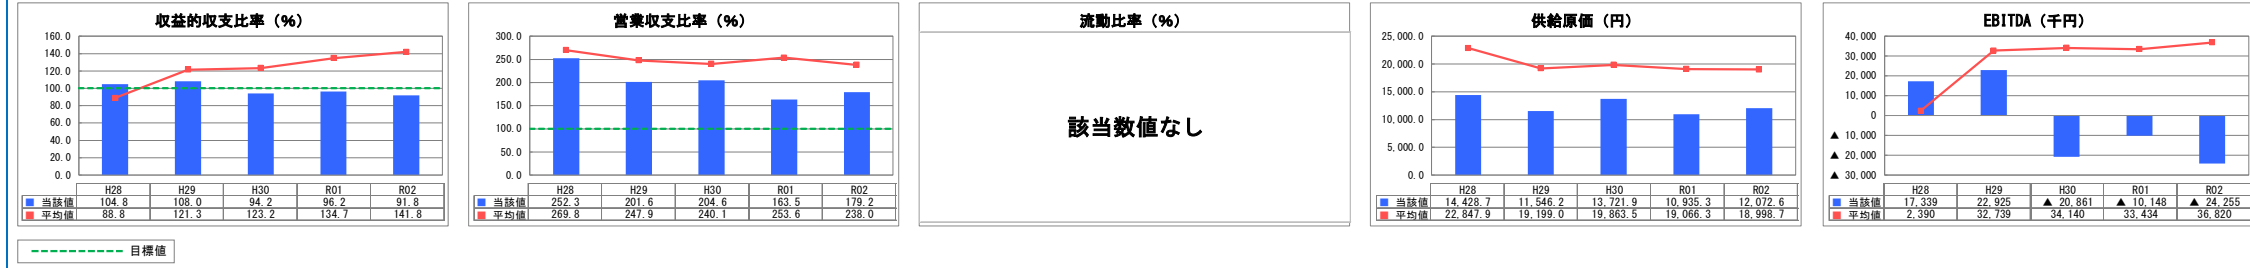 収益的収支比率（％）
160.0
140.0
120.0
100.0
80.0
60.0
40.0
20.0
0.0
H28 H29 H30 R01 R02
当該値 104.8 108.0 94.2 96.2 91.8
平均値 88.8 121.3 123.2 134.7 141.8
目標値
営業収支比率（％）
300.0
250.0
200.0
150.0
100.0
50.0
0.0
H28 H29 H30 R01 R02
当該値 252.3 201.6 204.6 163.5 179.2
平均値 269.8 247.9 240.1 253.6 238.0
流動比率（％）
該当数値なし
供給原価（円）
25,000.0
20,000.0
15,000.0
10,000.0
5,000.0
0.0
H28 H29 H30 R01 R02
当該値 14,428.7 11,546.2 13,721.9 10,935.3 12,072.6
平均値 22,847.9 19,199.0 19,863.5 19,066.3 18,998.7
EBITDA（千円）
40,000
30,000
20,000
10,000
0
▲ 10,000
▲ 20,000
▲ 30,000
H28 H29 H30 R01 R02
当該値 17,339 22,925 ▲ 20,861 ▲ 10,148 ▲ 24,255
平均値 2,390 32,739 34,140 33,434 36,820